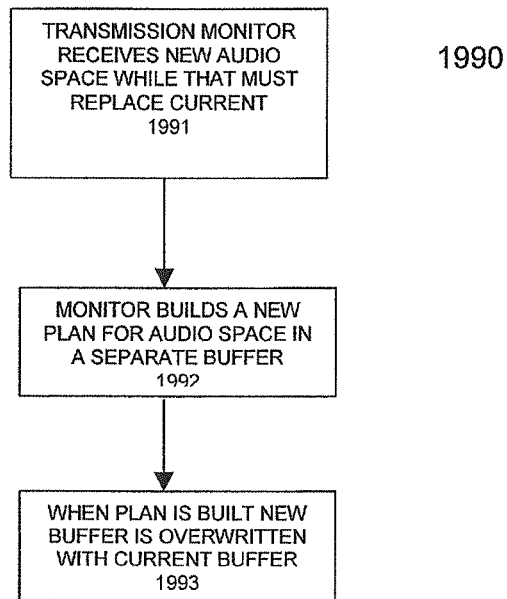 TRANSMISSION MONITOR
RECEIVES NEW AUDIO
SPACE WHILE THAT MUST
REPLACE CURRENT
1991
1990
MONITOR BUILDS A NEW
PLAN FOR AUDIO SPACE IN
A SEPARATE BUFFER
1992
WHEN PLAN IS BUILT NEW
BUFFER IS OVERWRITTEN
WITH CURRENT BUFFER
1993